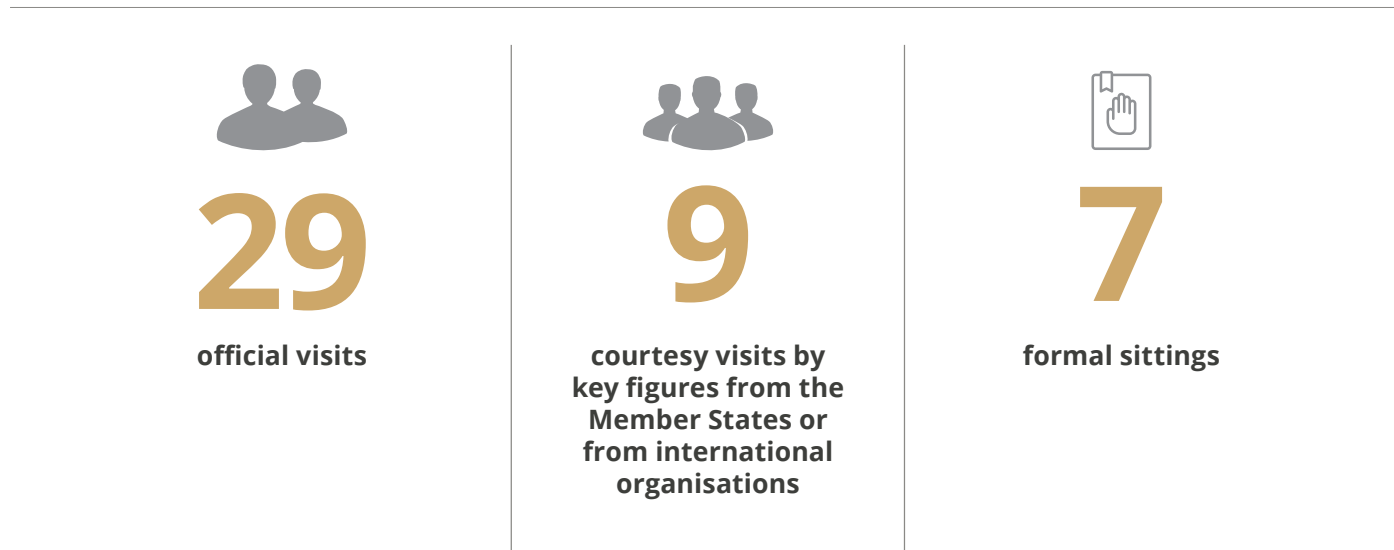 29
official visits
9
courtesy visits by
key figures from the
Member States or
from international
organisations
7
formal sittings